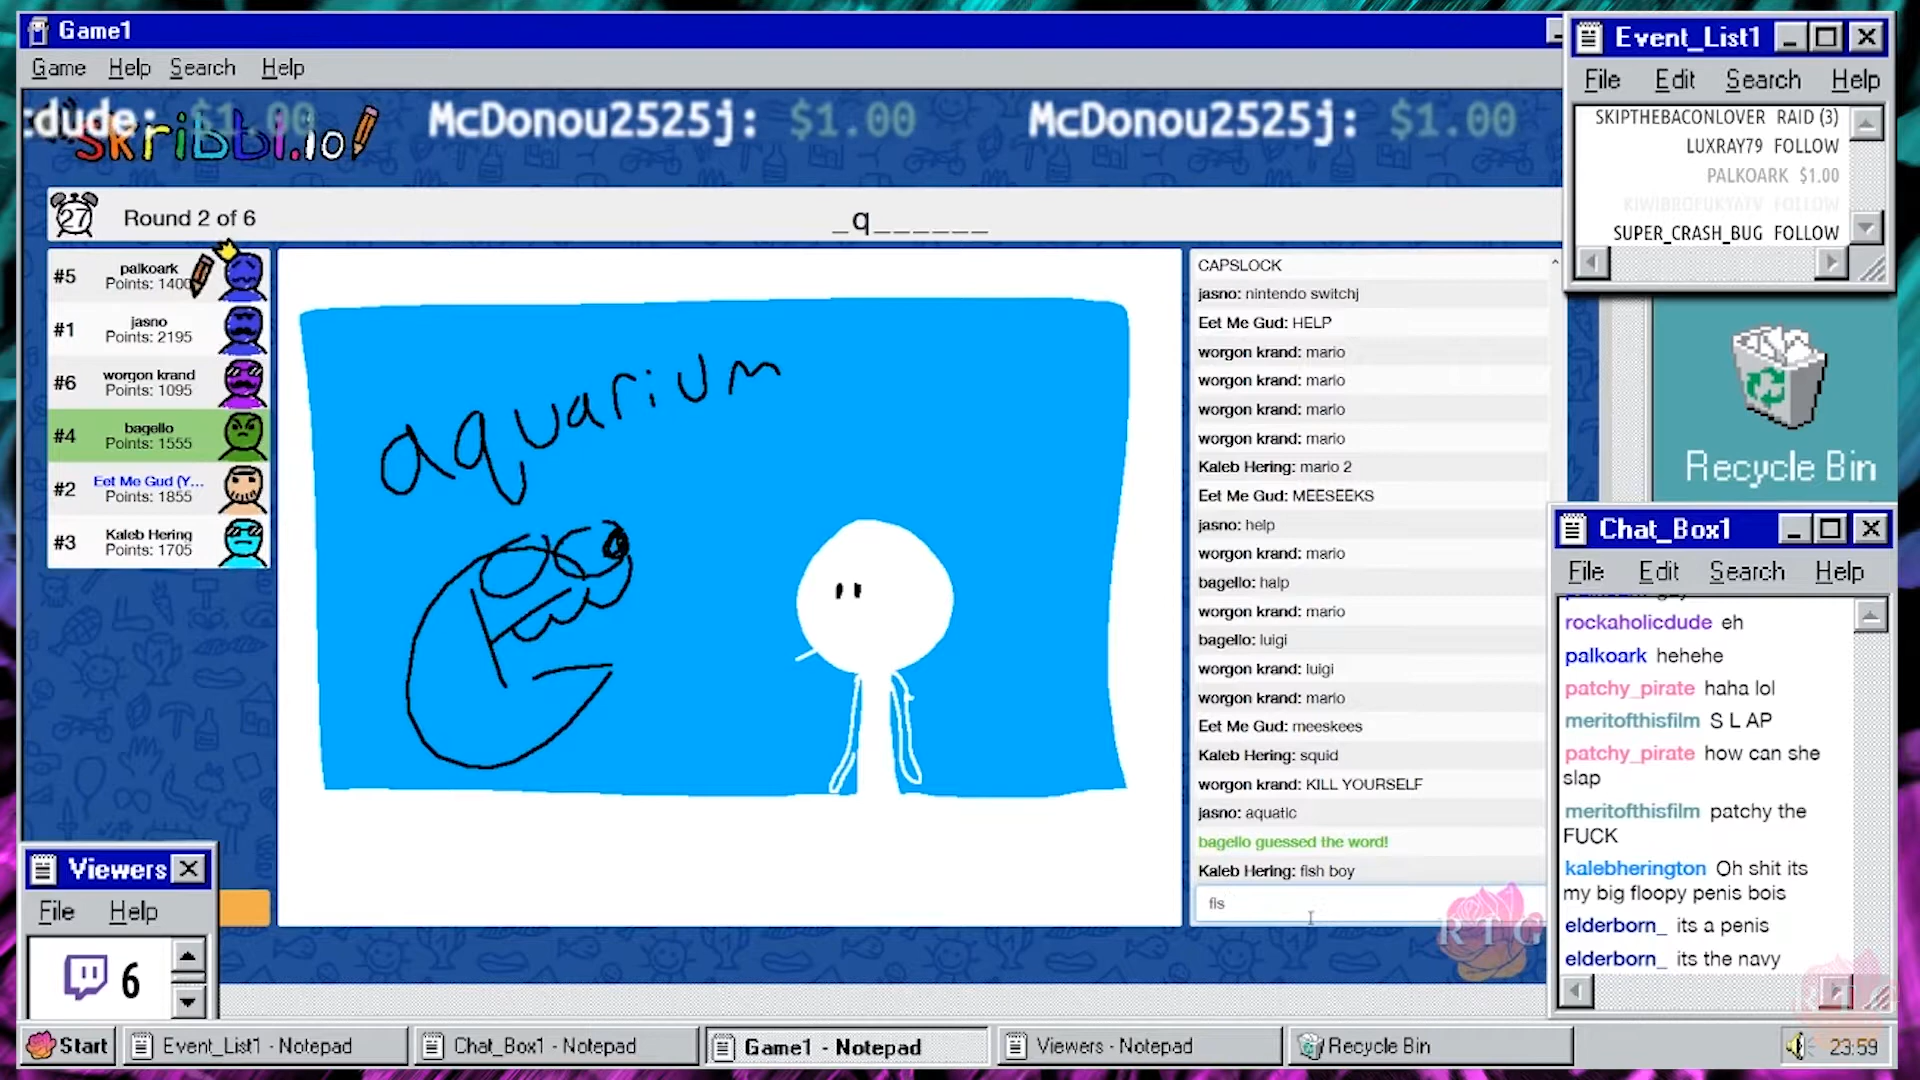 Game1
Game Help Search Help
cdude: $1.00 McDonou2525j: $1.00 McDonou2525j: $1.00
skribbl.io
27 Round 2 of 6 _q______
#5 palkoark
Points: 1400
#1 jasno
Points: 2195
#6 worgon krand
Points: 1095
#4 bagello
Points: 1555
#2 Eet Me Gud (Y...
Points: 1855
#3 Kaleb Hering
Points: 1705
aquarium
CAPSLOCK
jasno: nintendo switchj
Eet Me Gud: HELP
worgon krand: mario
worgon krand: mario
worgon krand: mario
worgon krand: mario
Kaleb Hering: mario 2
Eet Me Gud: MEESEEKS
jasno: help
worgon krand: mario
bagello: halp
worgon krand: mario
bagello: luigi
worgon krand: luigi
worgon krand: mario
Eet Me Gud: meeskees
Kaleb Hering: squid
worgon krand: KILL YOURSELF
jasno: aquatic
bagello guessed the word!
Kaleb Hering: fish boy
fis
RTG
Event_List1
File Edit Search Help
SKIPTHEBACONLOVER RAID (3)
LUXRAY79 FOLLOW
PALKOARK $1.00
KIWIBROFUKYATV FOLLOW
SUPER_CRASH_BUG FOLLOW
Recycle Bin
Chat_Box1
File Edit Search Help
rockaholicdude eh
palkoark hehehe
patchy_pirate haha lol
meritofthisfilm S L AP
patchy_pirate how can she
slap
meritofthisfilm patchy the
FUCK
kalebherington Oh shit its
my big floopy penis bois
elderborn_ its a penis
elderborn_ its the navy
Viewers
File Help
6
Start Event_List1 - Notepad Chat_Box1 - Notepad Game1 - Notepad Viewers - Notepad Recycle Bin 23:59